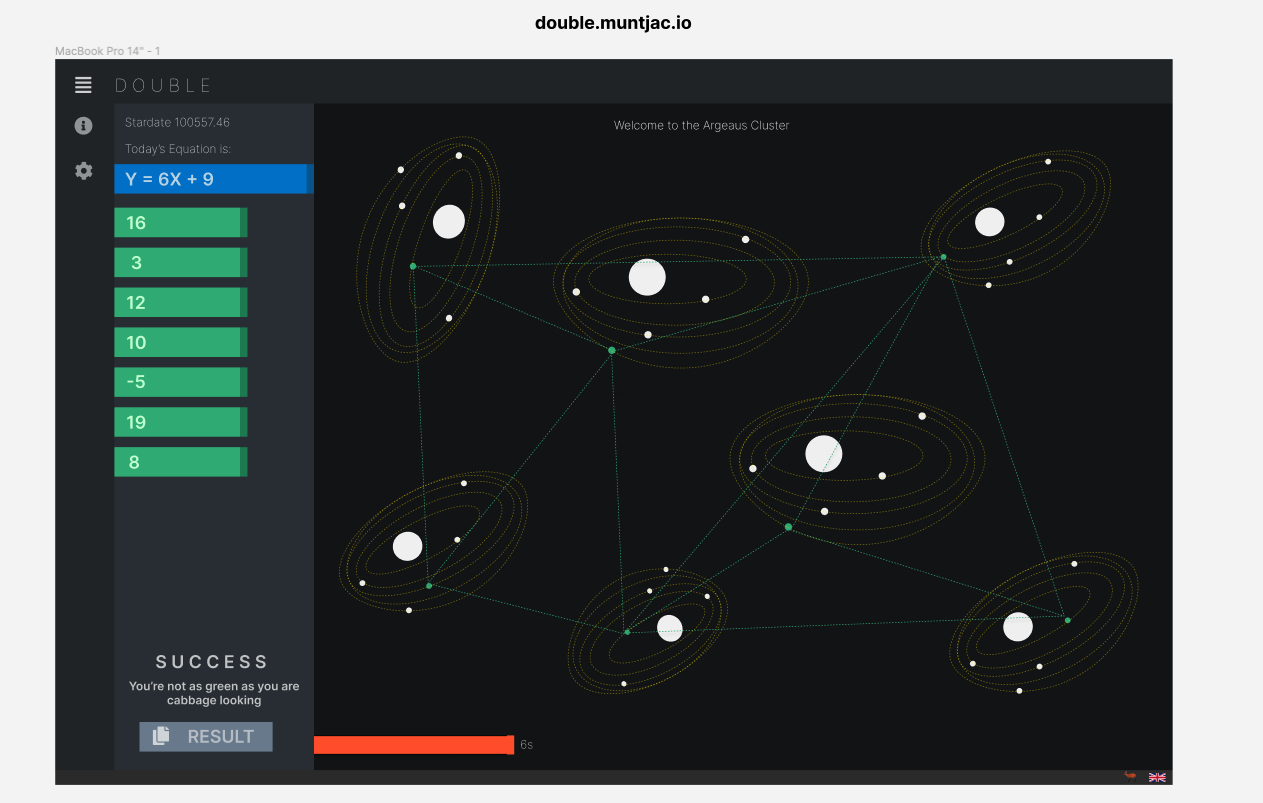 double.muntjac.io
MacBook Pro 14" - 1
DOUBLE
Stardate 100557.46
Today's Equation is:
Y = 6X + 9
16
3
12
10
-5
19
8
SUCCESS
You're not as green as you are
cabbage looking
RESULT
Welcome to the Argeaus Cluster
6s